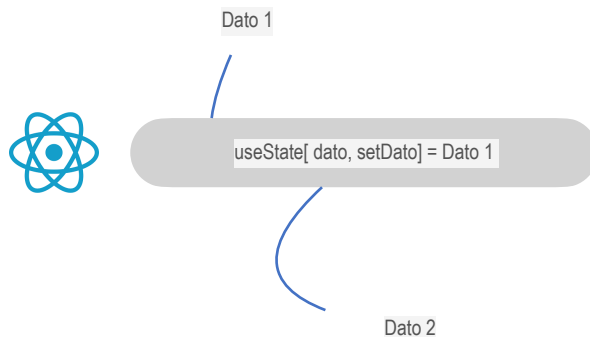 Dato 1
useState[ dato, setDato] = Dato 1
Dato 2